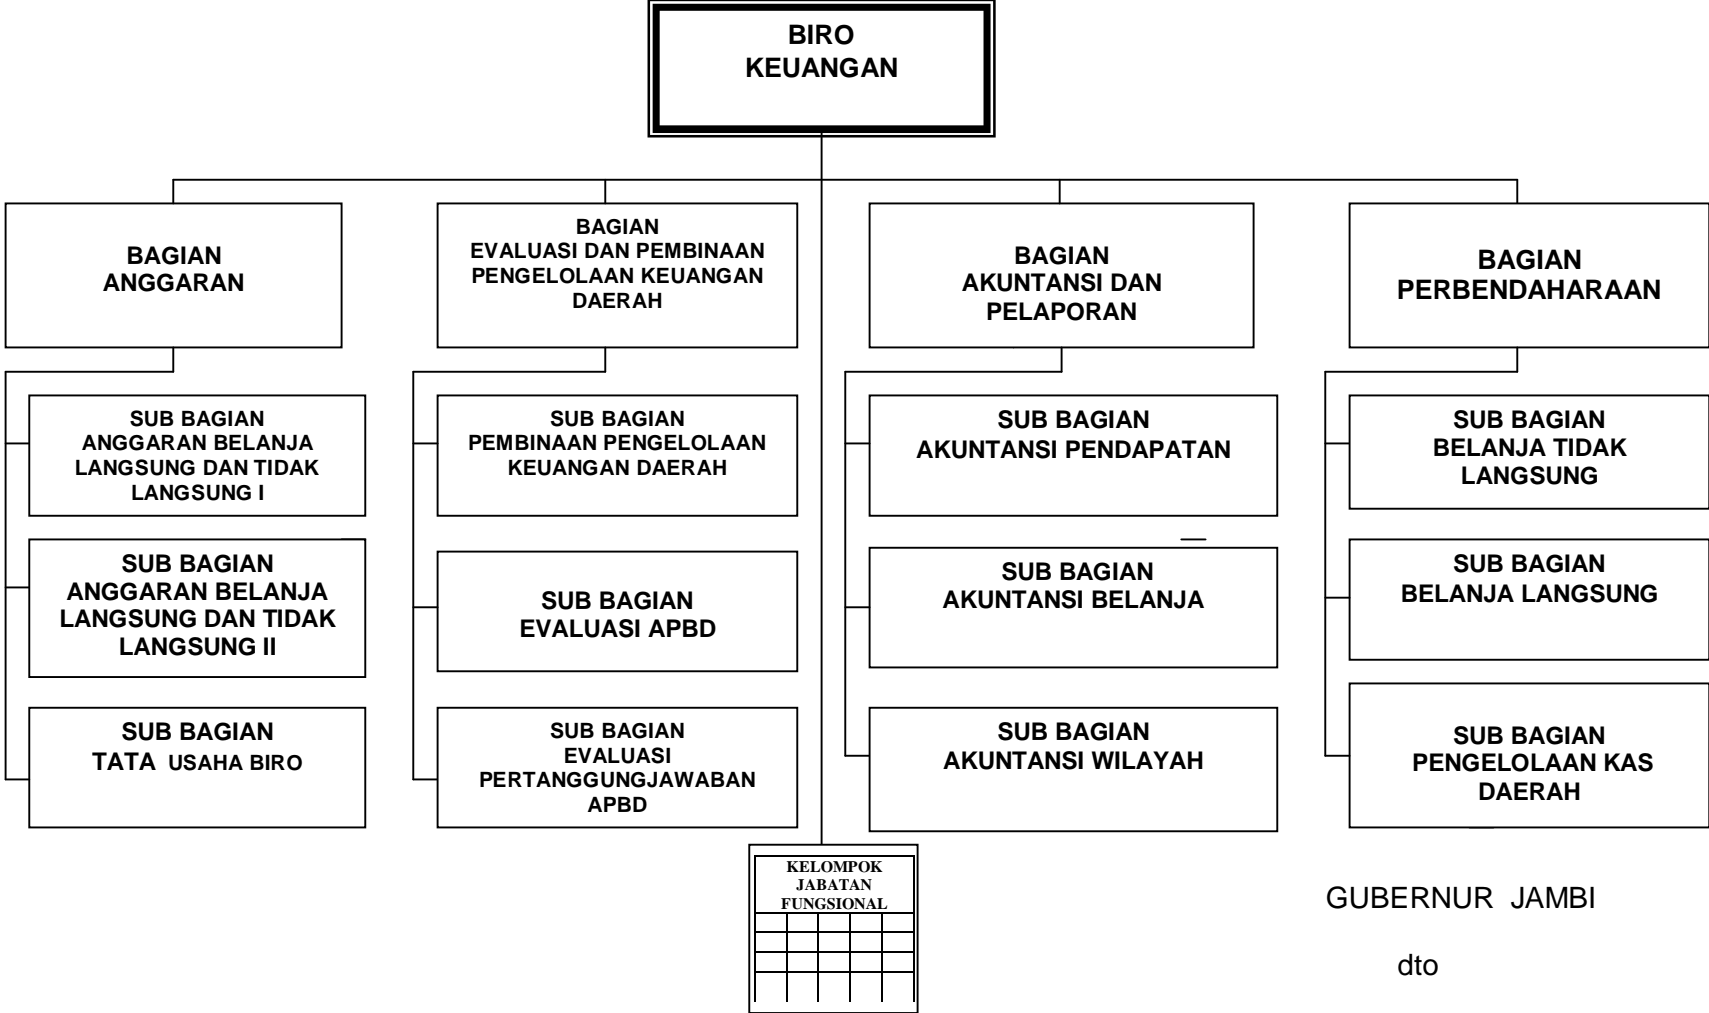 BIRO
KEUANGAN
BAGIAN
ANGGARAN
BAGIAN
EVALUASI DAN PEMBINAAN
PENGELOLAAN KEUANGAN
DAERAH
BAGIAN
AKUNTANSI DAN
PELAPORAN
BAGIAN
PERBENDAHARAAN
SUB BAGIAN
ANGGARAN BELANJA
LANGSUNG DAN TIDAK
LANGSUNG I
SUB BAGIAN
PEMBINAAN PENGELOLAAN
KEUANGAN DAERAH
SUB BAGIAN
AKUNTANSI PENDAPATAN
SUB BAGIAN
BELANJA TIDAK
LANGSUNG
SUB BAGIAN
ANGGARAN BELANJA
LANGSUNG DAN TIDAK
LANGSUNG II
SUB BAGIAN
EVALUASI APBD
SUB BAGIAN
AKUNTANSI BELANJA
SUB BAGIAN
BELANJA LANGSUNG
SUB BAGIAN
TATA USAHA BIRO
SUB BAGIAN
EVALUASI
PERTANGGUNGJAWABAN
APBD
SUB BAGIAN
AKUNTANSI WILAYAH
SUB BAGIAN
PENGELOLAAN KAS
DAERAH
KELOMPOK
JABATAN
FUNGSIONAL
GUBERNUR JAMBI
dto